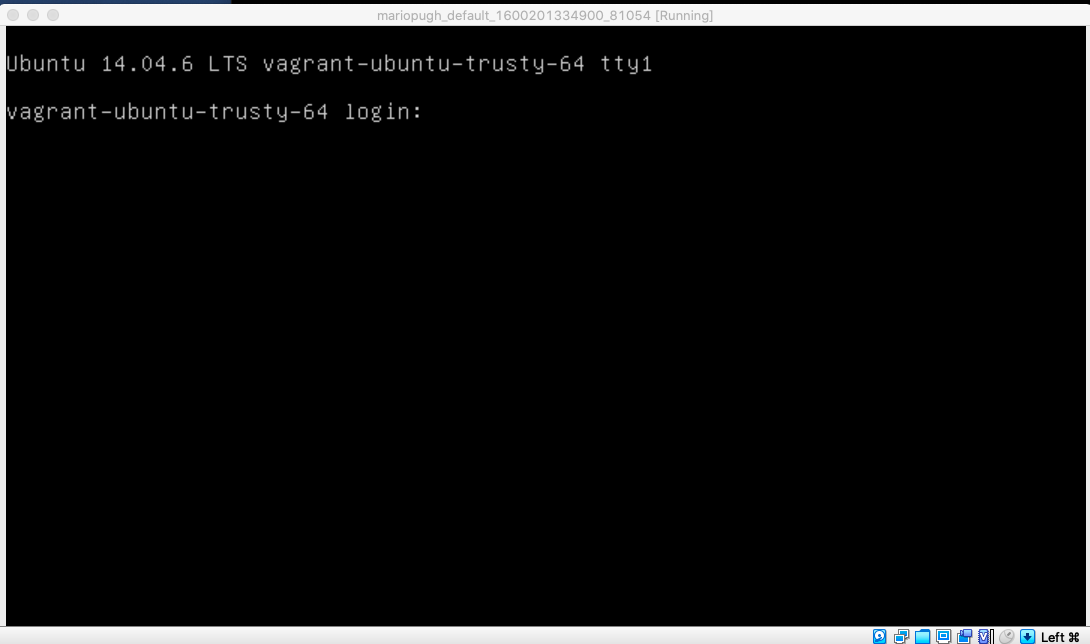 mariopugh_default_1600201334900_81054 [Running]
Ubuntu 14.04.6 LTS vagrant-ubuntu-trusty-64 tty1
vagrant-ubuntu-trusty-64 login:
Left ⌘